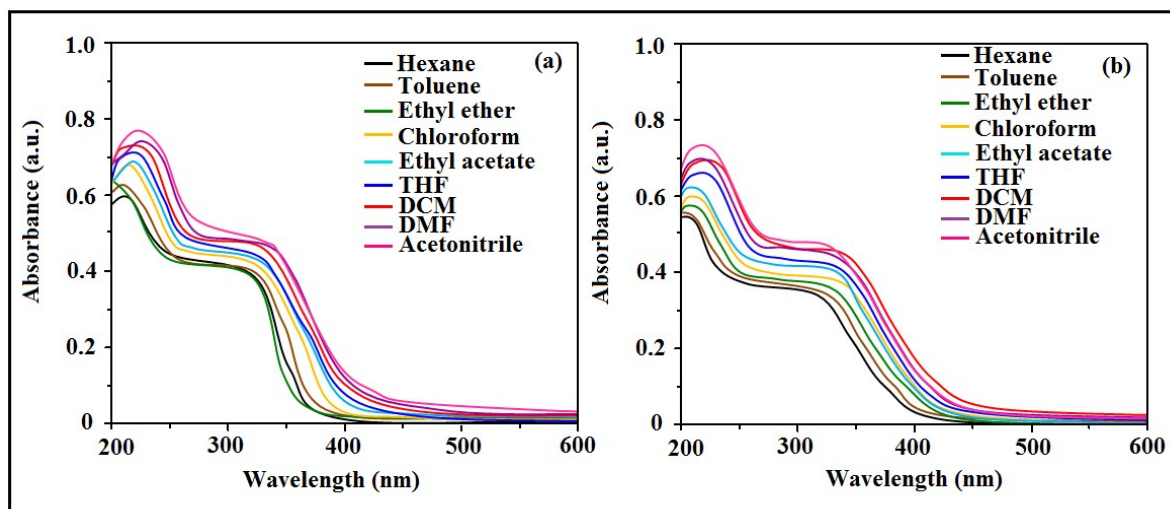 1.0
0.8
0.6
0.4
0.2
0
200
300
400
500
600
Absorbance (a.u.)
Wavelength (nm)
(a)
Hexane
Toluene
Ethyl ether
Chloroform
Ethyl acetate
THF
DCM
DMF
Acetonitrile
1.0
0.8
0.6
0.4
0.2
0
200
300
400
500
600
Absorbance (a.u.)
Wavelength (nm)
(b)
Hexane
Toluene
Ethyl ether
Chloroform
Ethyl acetate
THF
DCM
DMF
Acetonitrile